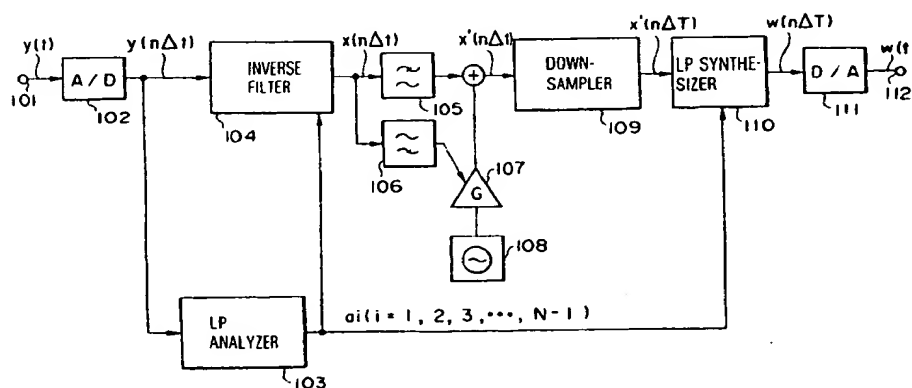 y(t)
101
A/D
102
y(nΔt)
INVERSE
FILTER
104
x(nΔt)
105
106
x'(nΔt)
107
G
108
DOWN-
SAMPLER
109
x'(nΔT)
LP SYNTHE-
SIZER
110
w(nΔT)
D/A
111
w(t
112
LP
ANALYZER
103
ai(i = 1, 2, 3, ···, N-1)